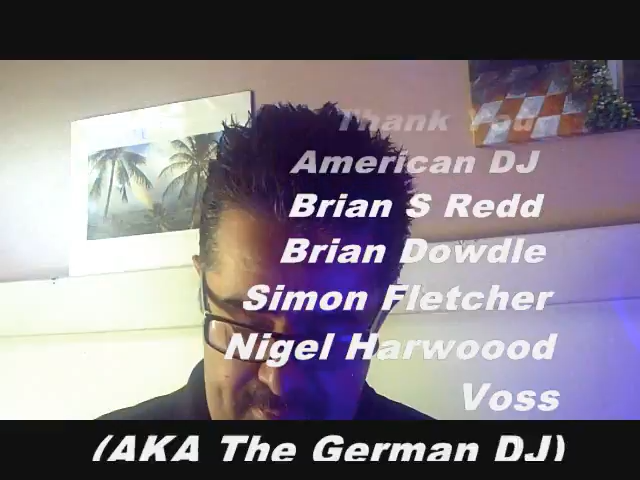 Thank You
American DJ
Brian S Redd
Brian Dowdle
Simon Fletcher
Nigel Harwoood
Voss
(AKA The German DJ)